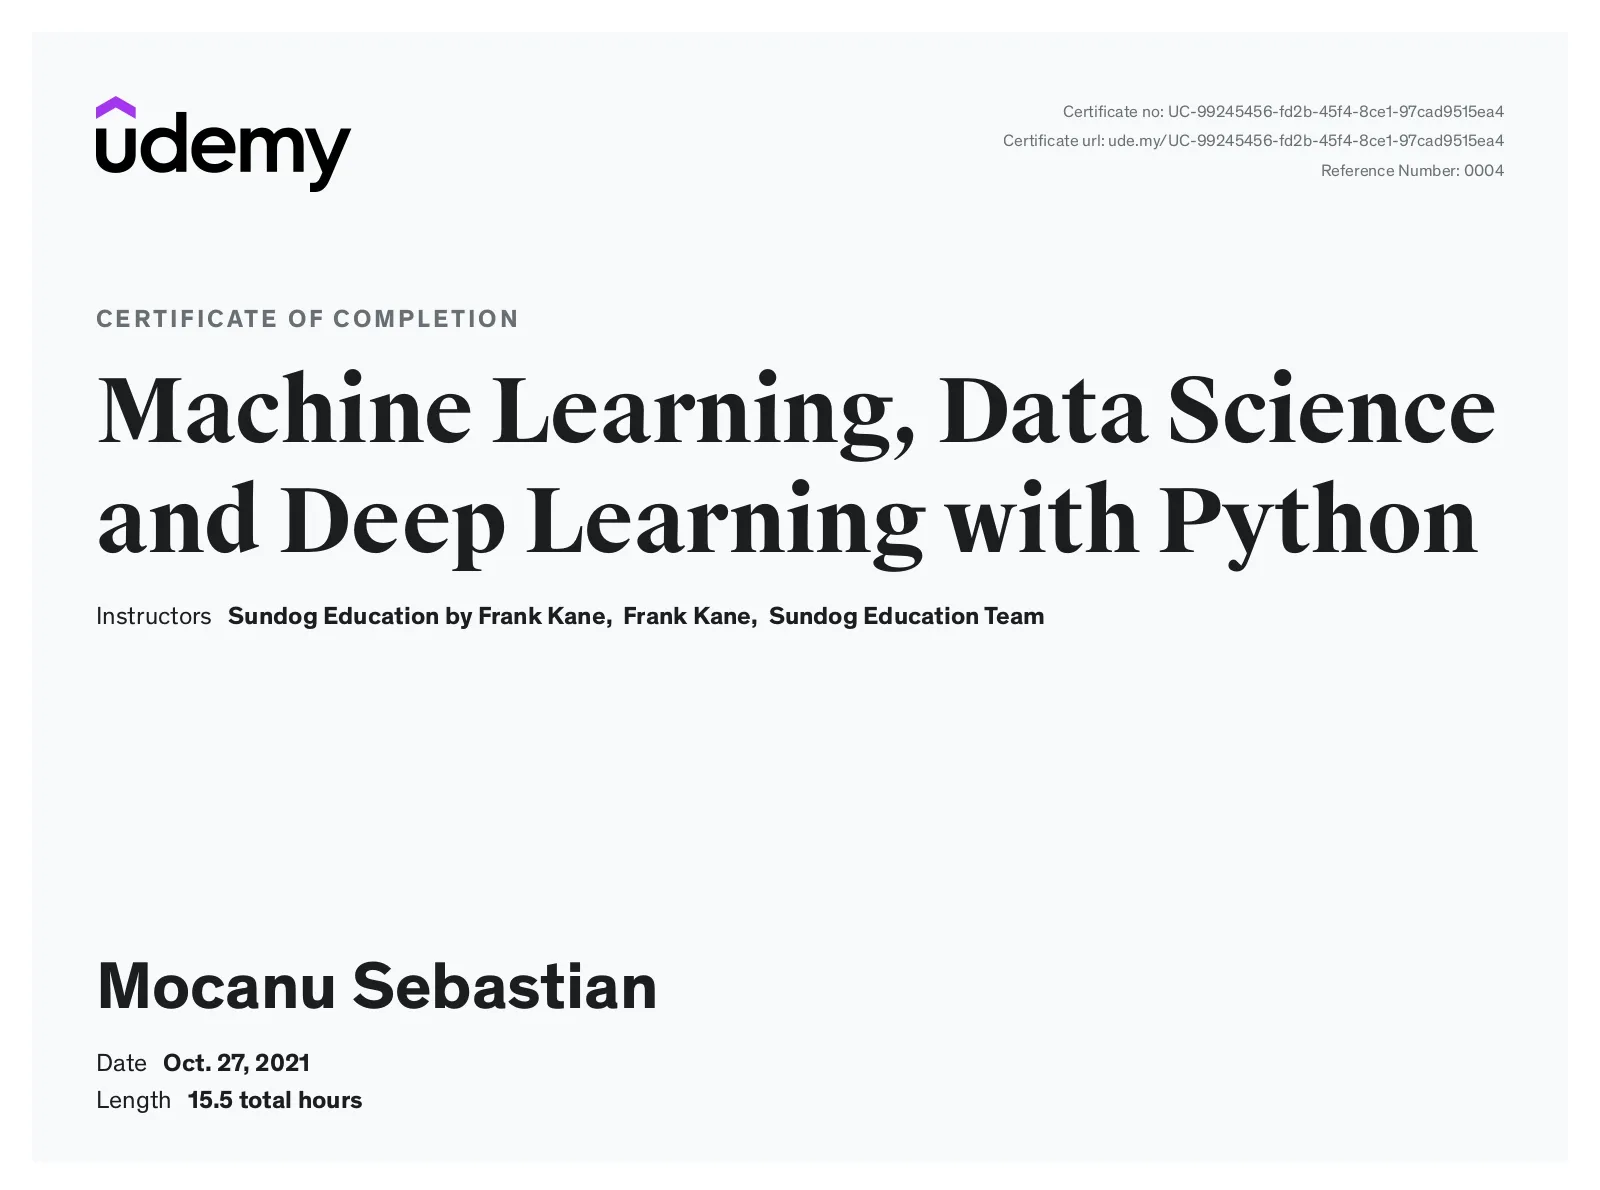 udemy
Certificate no: UC-99245456-fd2b-45f4-8ce1-97cad9515ea4
Certificate url: ude.my/UC-99245456-fd2b-45f4-8ce1-97cad9515ea4
Reference Number: 0004
CERTIFICATE OF COMPLETION
Machine Learning, Data Science
and Deep Learning with Python
Instructors Sundog Education by Frank Kane, Frank Kane, Sundog Education Team
Mocanu Sebastian
Date Oct. 27, 2021
Length 15.5 total hours